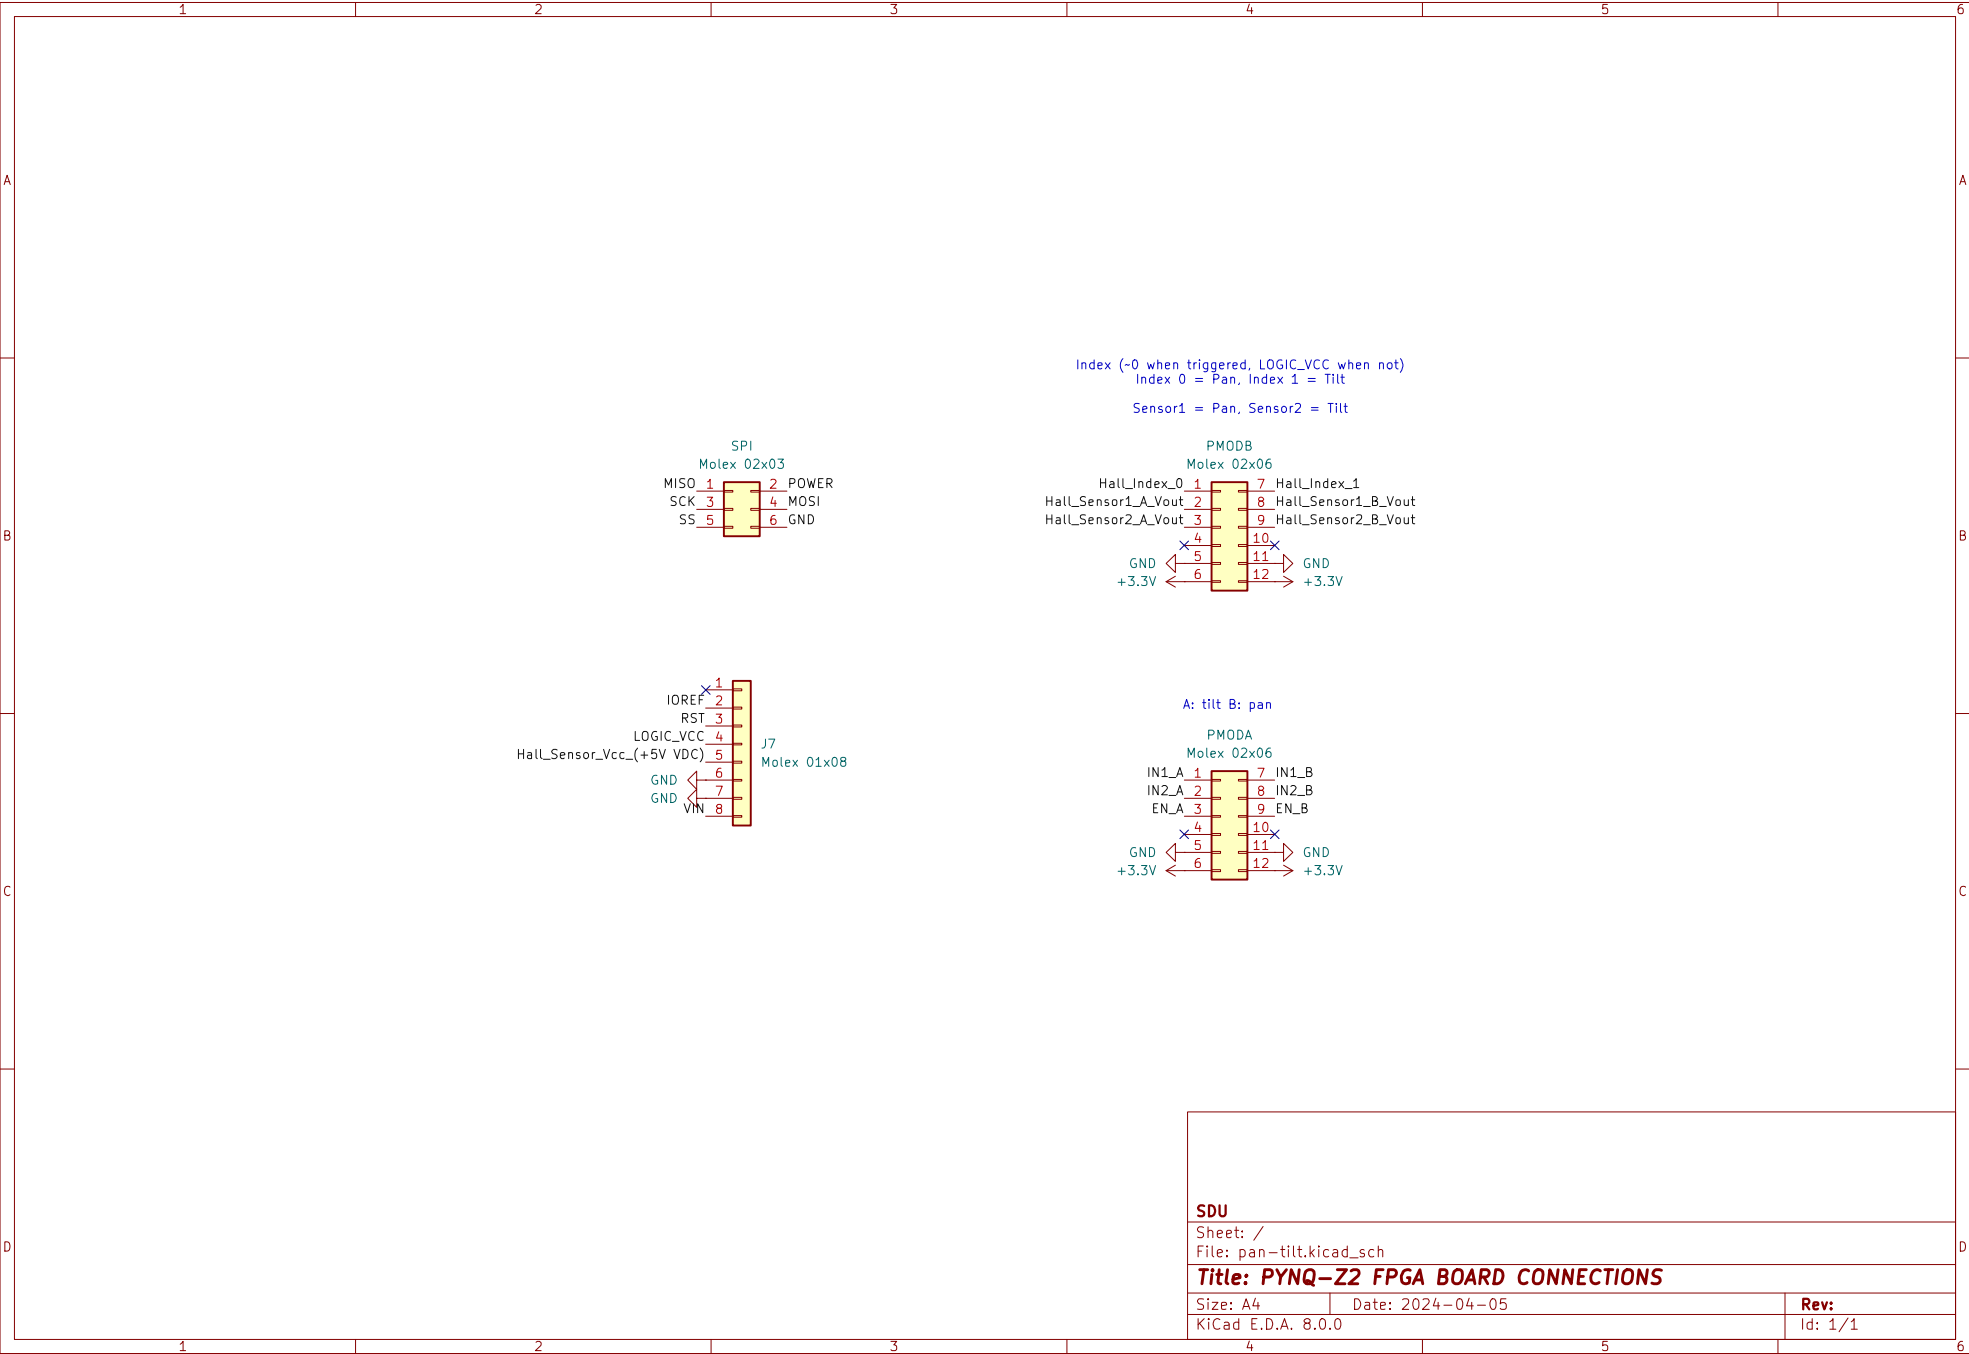 1 2 3 4 5 6
A A
Index (~0 when triggered, LOGIC_VCC when not)
Index 0 = Pan, Index 1 = Tilt
Sensor1 = Pan, Sensor2 = Tilt
SPI
Molex 02x03
MISO 1 2 POWER
SCK 3 4 MOSI
SS 5 6 GND
PMODB
Molex 02x06
Hall_Index_0 1 7 Hall_Index_1
Hall_Sensor1_A_Vout 2 8 Hall_Sensor1_B_Vout
Hall_Sensor2_A_Vout 3 9 Hall_Sensor2_B_Vout
4 10
GND 5 11 GND
+3.3V 6 12 +3.3V
B B
1
IOREF 2
RST 3
LOGIC_VCC 4
Hall_Sensor_Vcc_(+5V VDC) 5
GND 6
GND 7
VIN 8
J7
Molex 01x08
A: tilt B: pan
PMODA
Molex 02x06
IN1_A 1 7 IN1_B
IN2_A 2 8 IN2_B
EN_A 3 9 EN_B
4 10
GND 5 11 GND
+3.3V 6 12 +3.3V
C C
SDU
Sheet: /
File: pan-tilt.kicad_sch
D D
Title: PYNQ-Z2 FPGA BOARD CONNECTIONS
Size: A4 Date: 2024-04-05 Rev:
KiCad E.D.A. 8.0.0 Id: 1/1
1 2 3 4 5 6